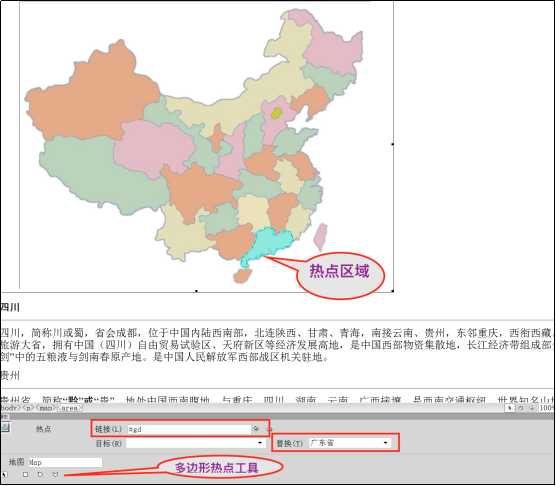 热点区域
四川
四川，简称川或蜀，省会成都，位于中国内陆西南部，北连陕西、甘肃、青海，南接云南、贵州，东邻重庆，西衔西藏
旅游大省，拥有中国（四川）自由贸易试验区、天府新区等经济发展高地，是中国西部物资集散地，长江经济带组成部
剑"中的五粮液与剑南春原产地。是中国人民解放军西部战区机关驻地。
贵州
贵州省，简称"黔"或"贵"，地处中国西南腹地，与重庆、四川、湖南、云南、广西接壤，是西南交通枢纽，世界知名山地
<body><p><map><area> 100%
热点 链接(L) #gd
目标(R) 替换(T) 广东省
地图 Map
多边形热点工具